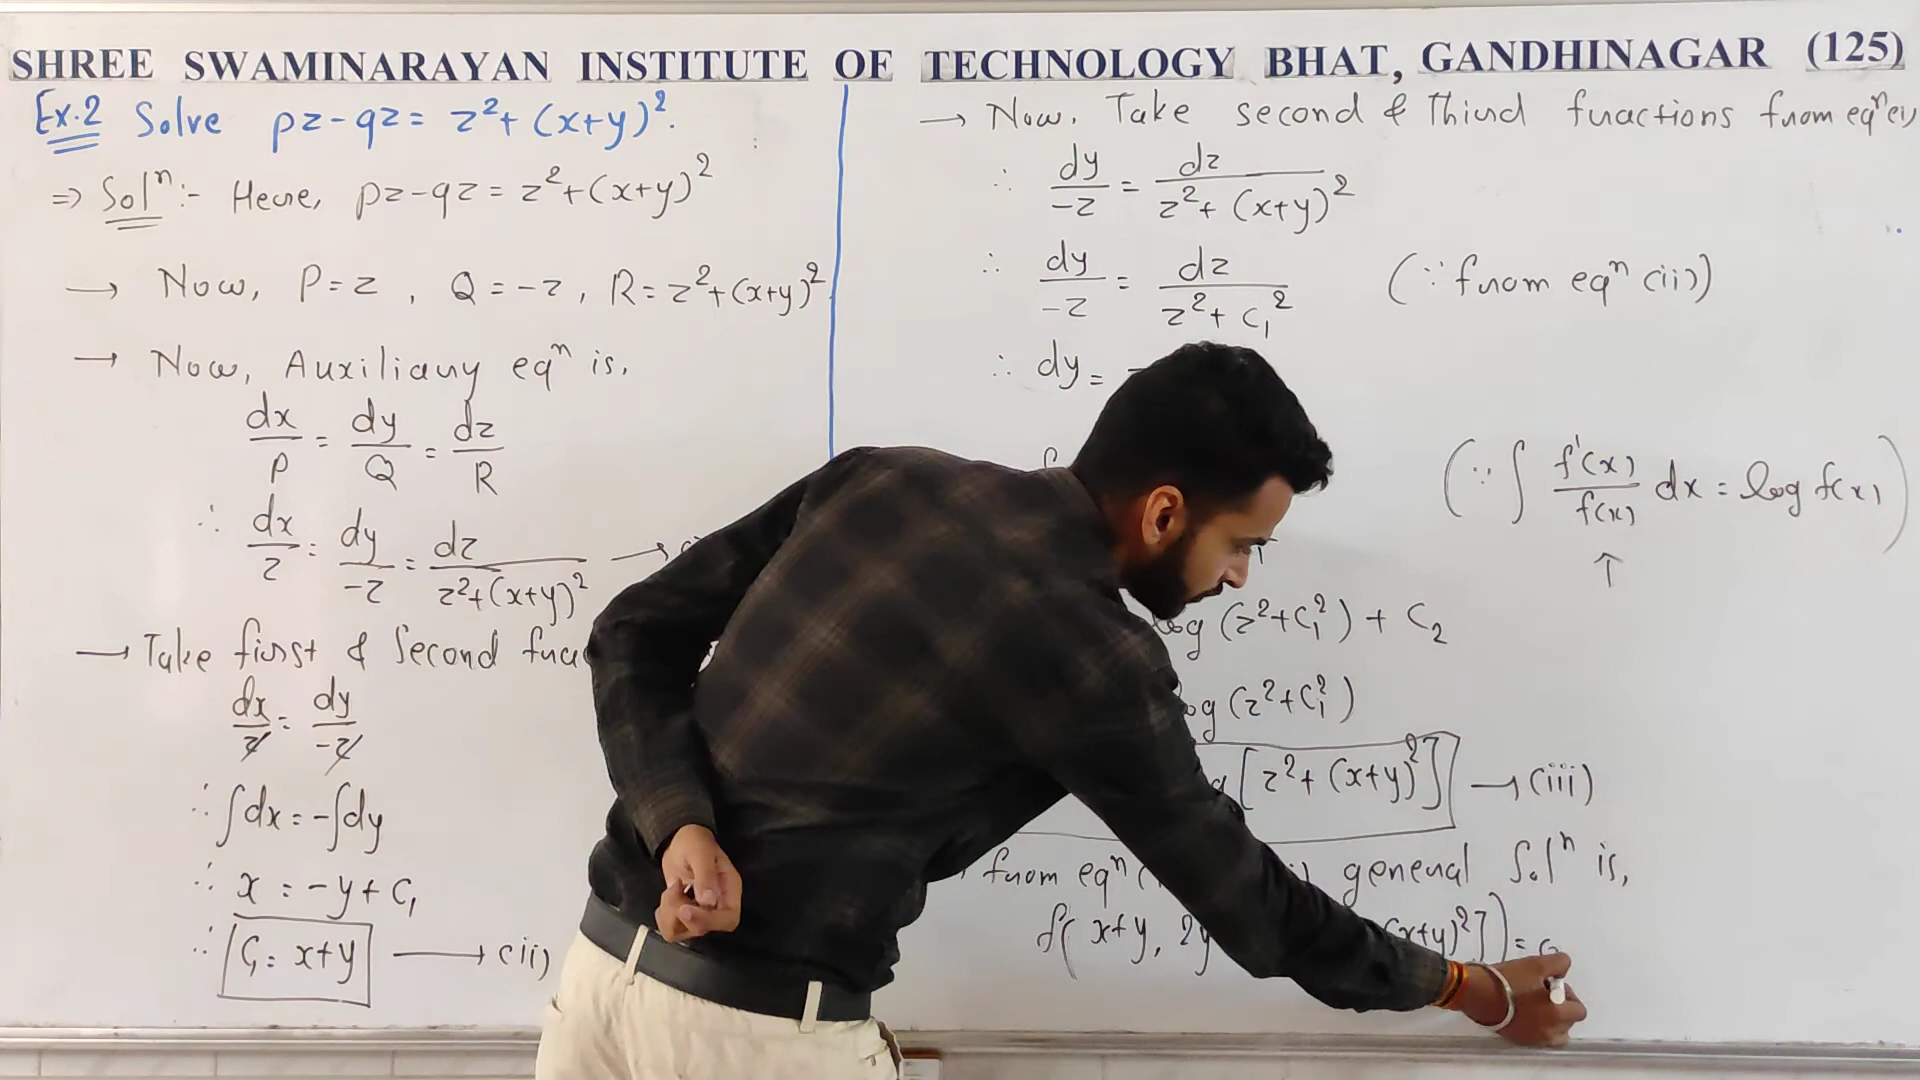 SHREE SWAMINARAYAN INSTITUTE OF TECHNOLOGY BHAT, GANDHINAGAR (125)
Ex.2 Solve pz-qz = z²+(x+y)².
⇒ Solⁿ :- Here, pz-qz = z²+(x+y)²
→ Now, P=z , Q=-z , R=z²+(x+y)²
→ Now, Auxiliary eqⁿ is,
dx/P = dy/Q = dz/R
∴ dx/z = dy/-z = dz/z²+(x+y)² →
→ Take first & Second
dx/z = dy/-z
∴ ∫dx = -∫dy
∴ x = -y + C₁
∴ C₁ = x+y → (ii)
→ Now, Take second & third fractions from eqⁿ (i)
∴ dy/-z = dz/z²+(x+y)²
∴ dy/-z = dz/z²+C₁² (∵ from eqⁿ (ii))
∴ dy = -
(∵ ∫ f'(x)/f(x) dx = log f(x))
↑
log (z²+C₁²) + C₂
log (z²+C₁²)
[z²+(x+y)²] → (iii)
from eqⁿ ( general Solⁿ is,
f( x+y, 2y (x+y)²]) =